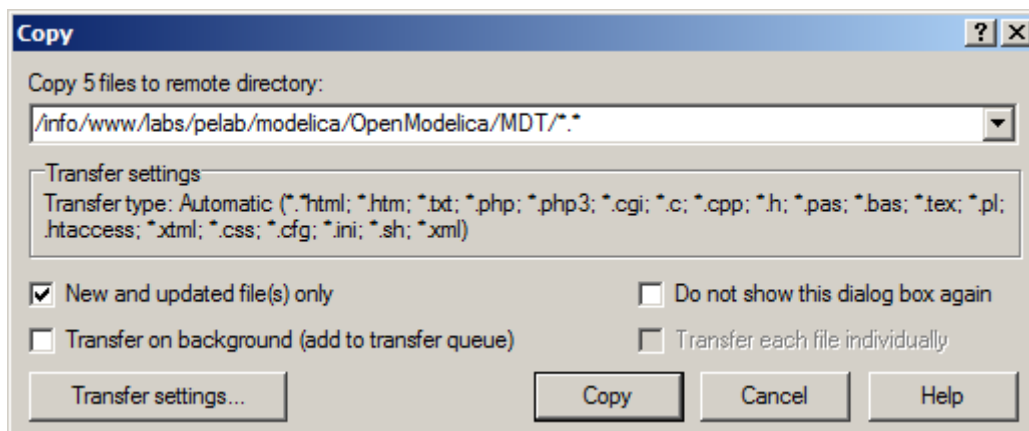 Copy
Copy 5 files to remote directory:
/info/www/labs/pelab/modelica/OpenModelica/MDT/*.*
Transfer settings
Transfer type: Automatic (*.*html; *.htm; *.txt; *.php; *.php3; *.cgi; *.c; *.cpp; *.h; *.pas; *.bas; *.tex; *.pl;
.htaccess; *.xtml; *.css; *.cfg; *.ini; *.sh; *.xml)
New and updated file(s) only
Do not show this dialog box again
Transfer on background (add to transfer queue)
Transfer each file individually
Transfer settings...
Copy
Cancel
Help